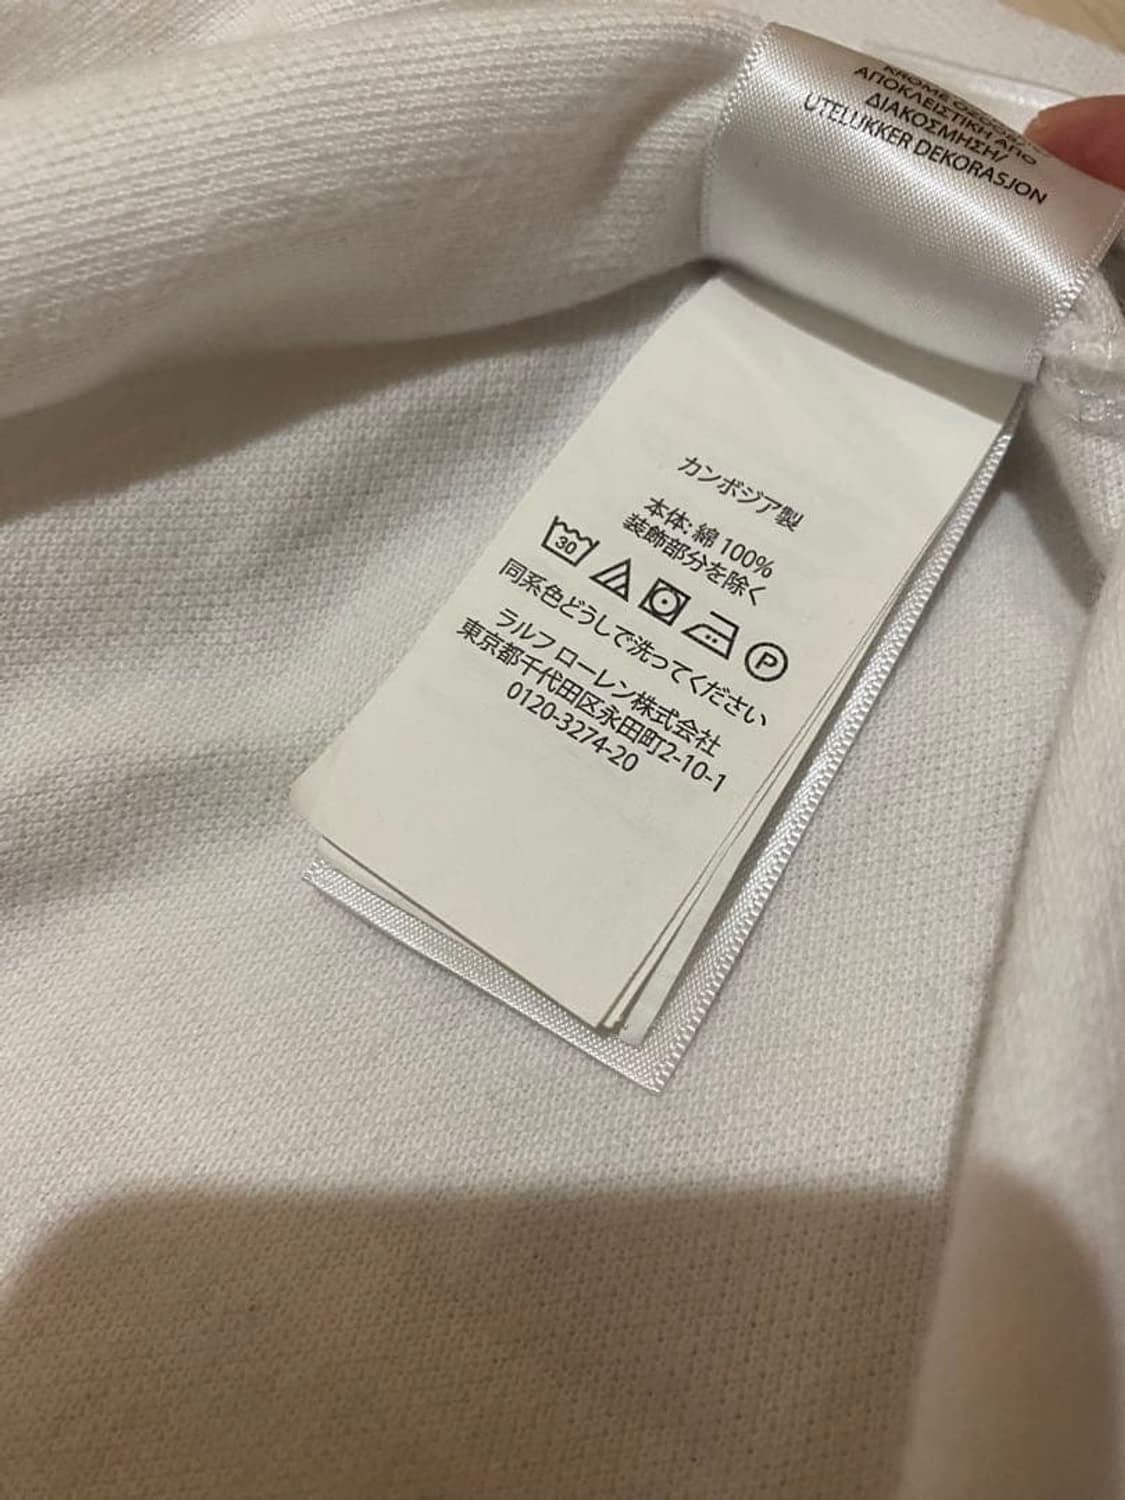 ΑΠΟΚΛΕΙΣΤΙΚΗ ΑΠΟ
ΔΙΑΚΟΣΜΗΣΗ/
UTELUKKER DEKORASJON
カンボジア製
本体: 綿 100%
装飾部分を除く
30
P
同系色どうしで洗ってください
ラルフ ローレン株式会社
東京都千代田区永田町2-10-1
0120-3274-20